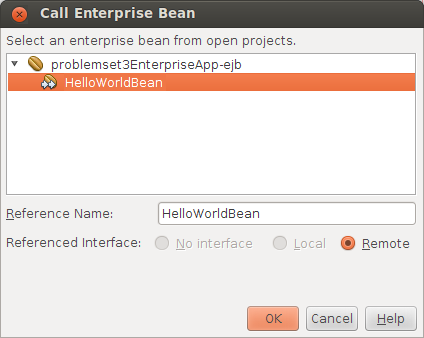 Call Enterprise Bean
Select an enterprise bean from open projects.
problemset3EnterpriseApp-ejb
HelloWorldBean
Reference Name: HelloWorldBean
Referenced Interface: No interface Local Remote
OK Cancel Help